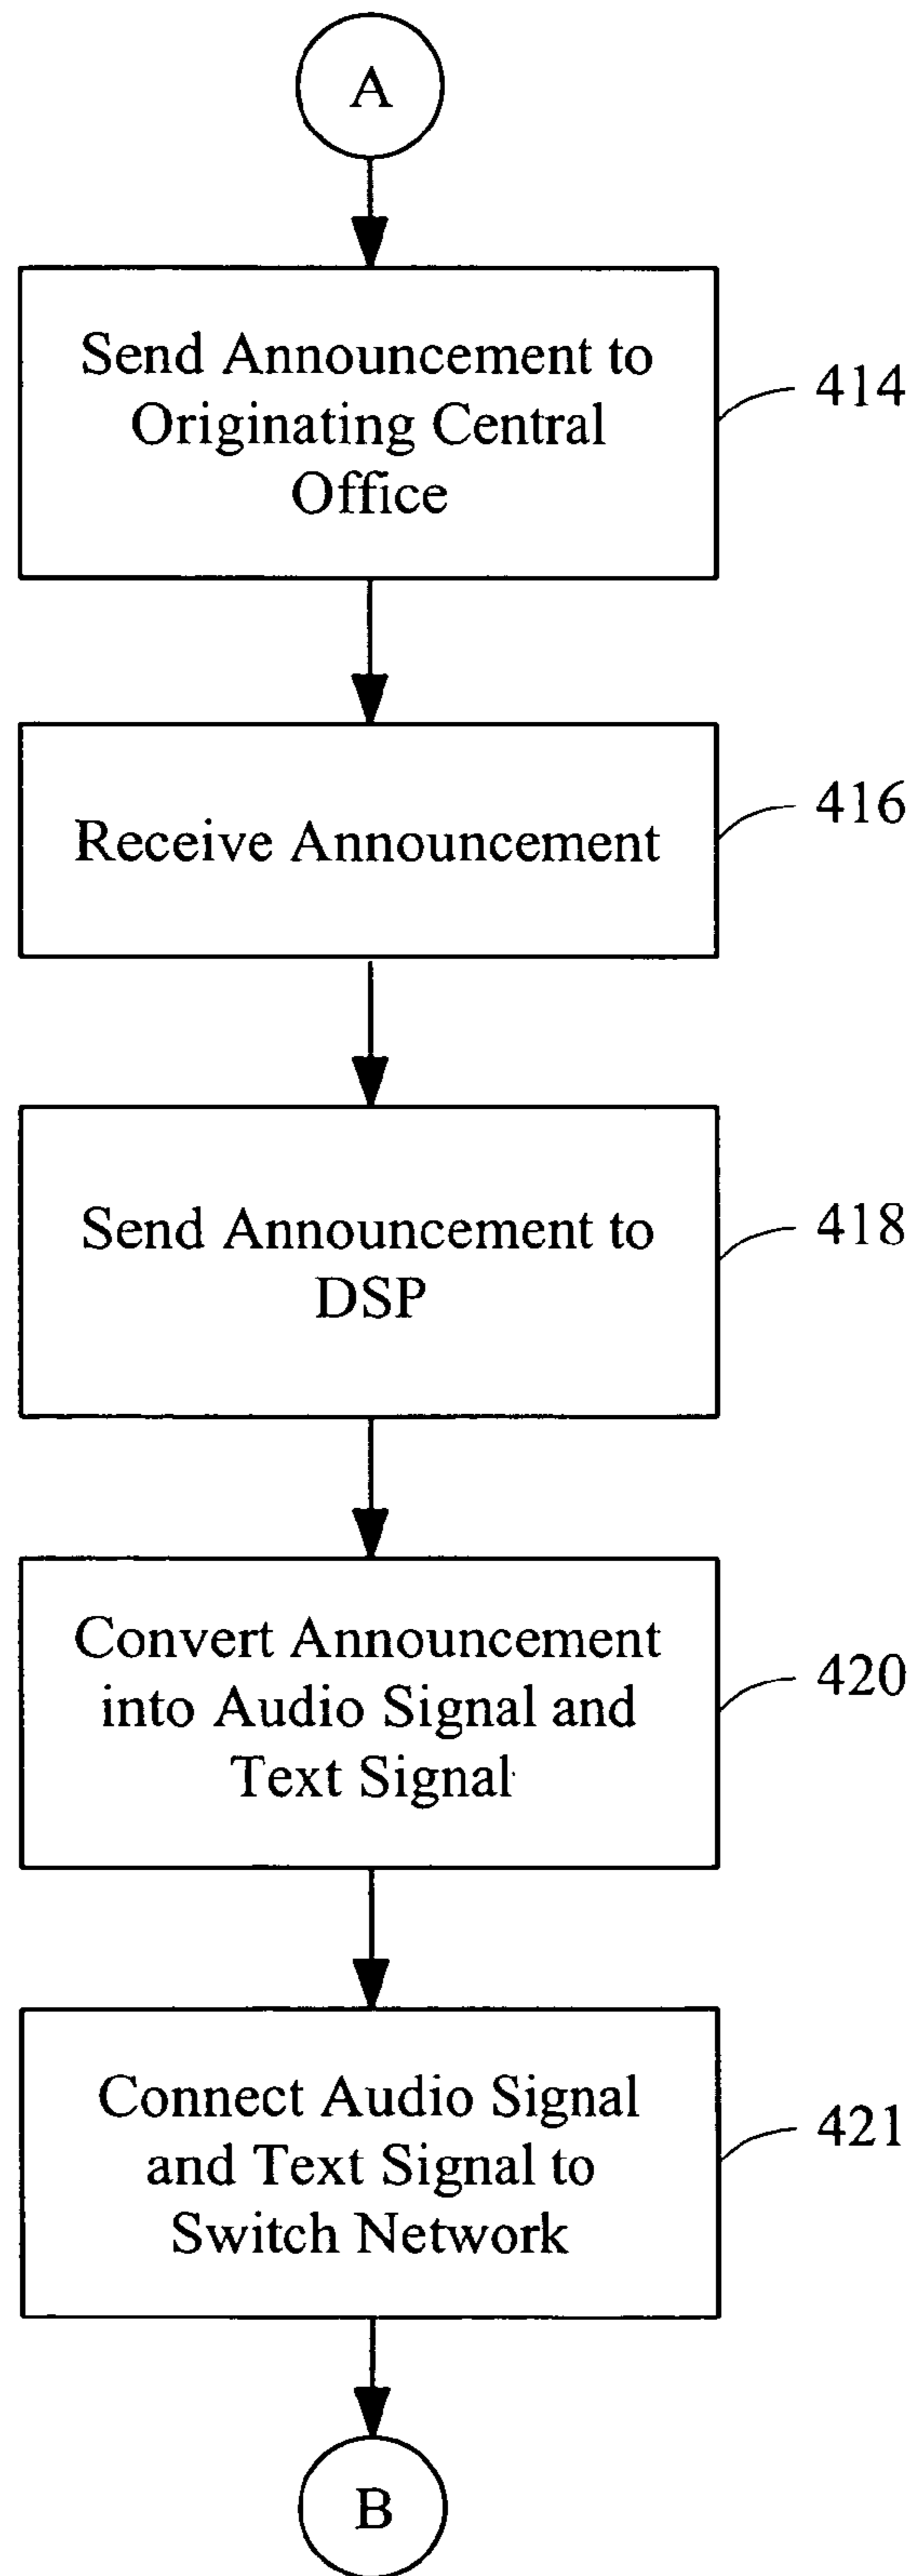 A
Send Announcement to
Originating Central
Office
414
Receive Announcement
416
Send Announcement to
DSP
418
Convert Announcement
into Audio Signal and
Text Signal
420
Connect Audio Signal
and Text Signal to
Switch Network
421
B